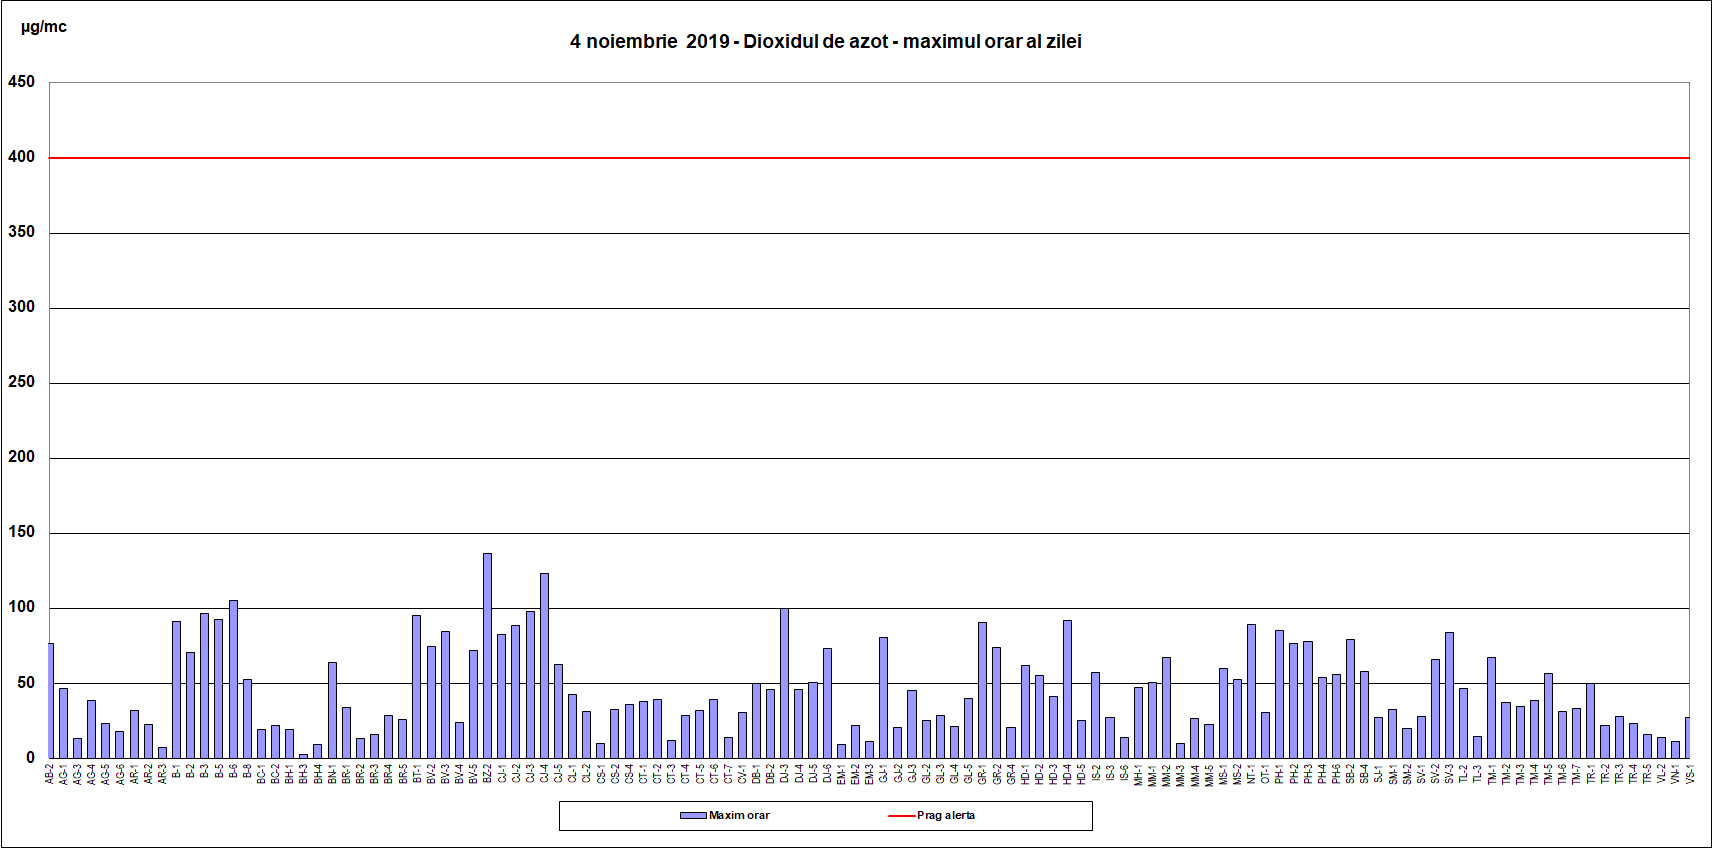 µg/mc
4 noiembrie 2019 - Dioxidul de azot - maximul orar al zilei
450
400
350
300
250
200
150
100
50
0
AB-2 AG-1 AG-3 AG-4 AG-5 AG-6 AR-1 AR-2 AR-3 B-1 B-2 B-3 B-5 B-6 B-8 BC-1 BC-2 BH-1 BH-3 BH-4 BN-1 BR-1 BR-2 BR-3 BR-4 BR-5 BT-1 BV-2 BV-3 BV-4 BV-5 BZ-2 CJ-1 CJ-2 CJ-3 CJ-4 CJ-5 CL-1 CL-2 CS-1 CS-2 CS-4 CT-1 CT-2 CT-3 CT-4 CT-5 CT-6 CT-7 CV-1 DB-1 DB-2 DJ-3 DJ-4 DJ-5 DJ-6 EM-1 EM-2 EM-3 GJ-1 GJ-2 GJ-3 GL-2 GL-3 GL-4 GL-5 GR-1 GR-2 GR-4 HD-1 HD-2 HD-3 HD-4 HD-5 IS-2 IS-3 IS-6 MH-1 MM-1 MM-2 MM-3 MM-4 MM-5 MS-1 MS-2 NT-1 OT-1 PH-1 PH-2 PH-3 PH-4 PH-6 SB-2 SB-4 SJ-1 SM-1 SM-2 SV-1 SV-2 SV-3 TL-2 TL-3 TM-1 TM-2 TM-3 TM-4 TM-5 TM-6 TM-7 TR-1 TR-2 TR-3 TR-4 TR-5 VL-2 VN-1 VS-1
Maxim orar Prag alerta